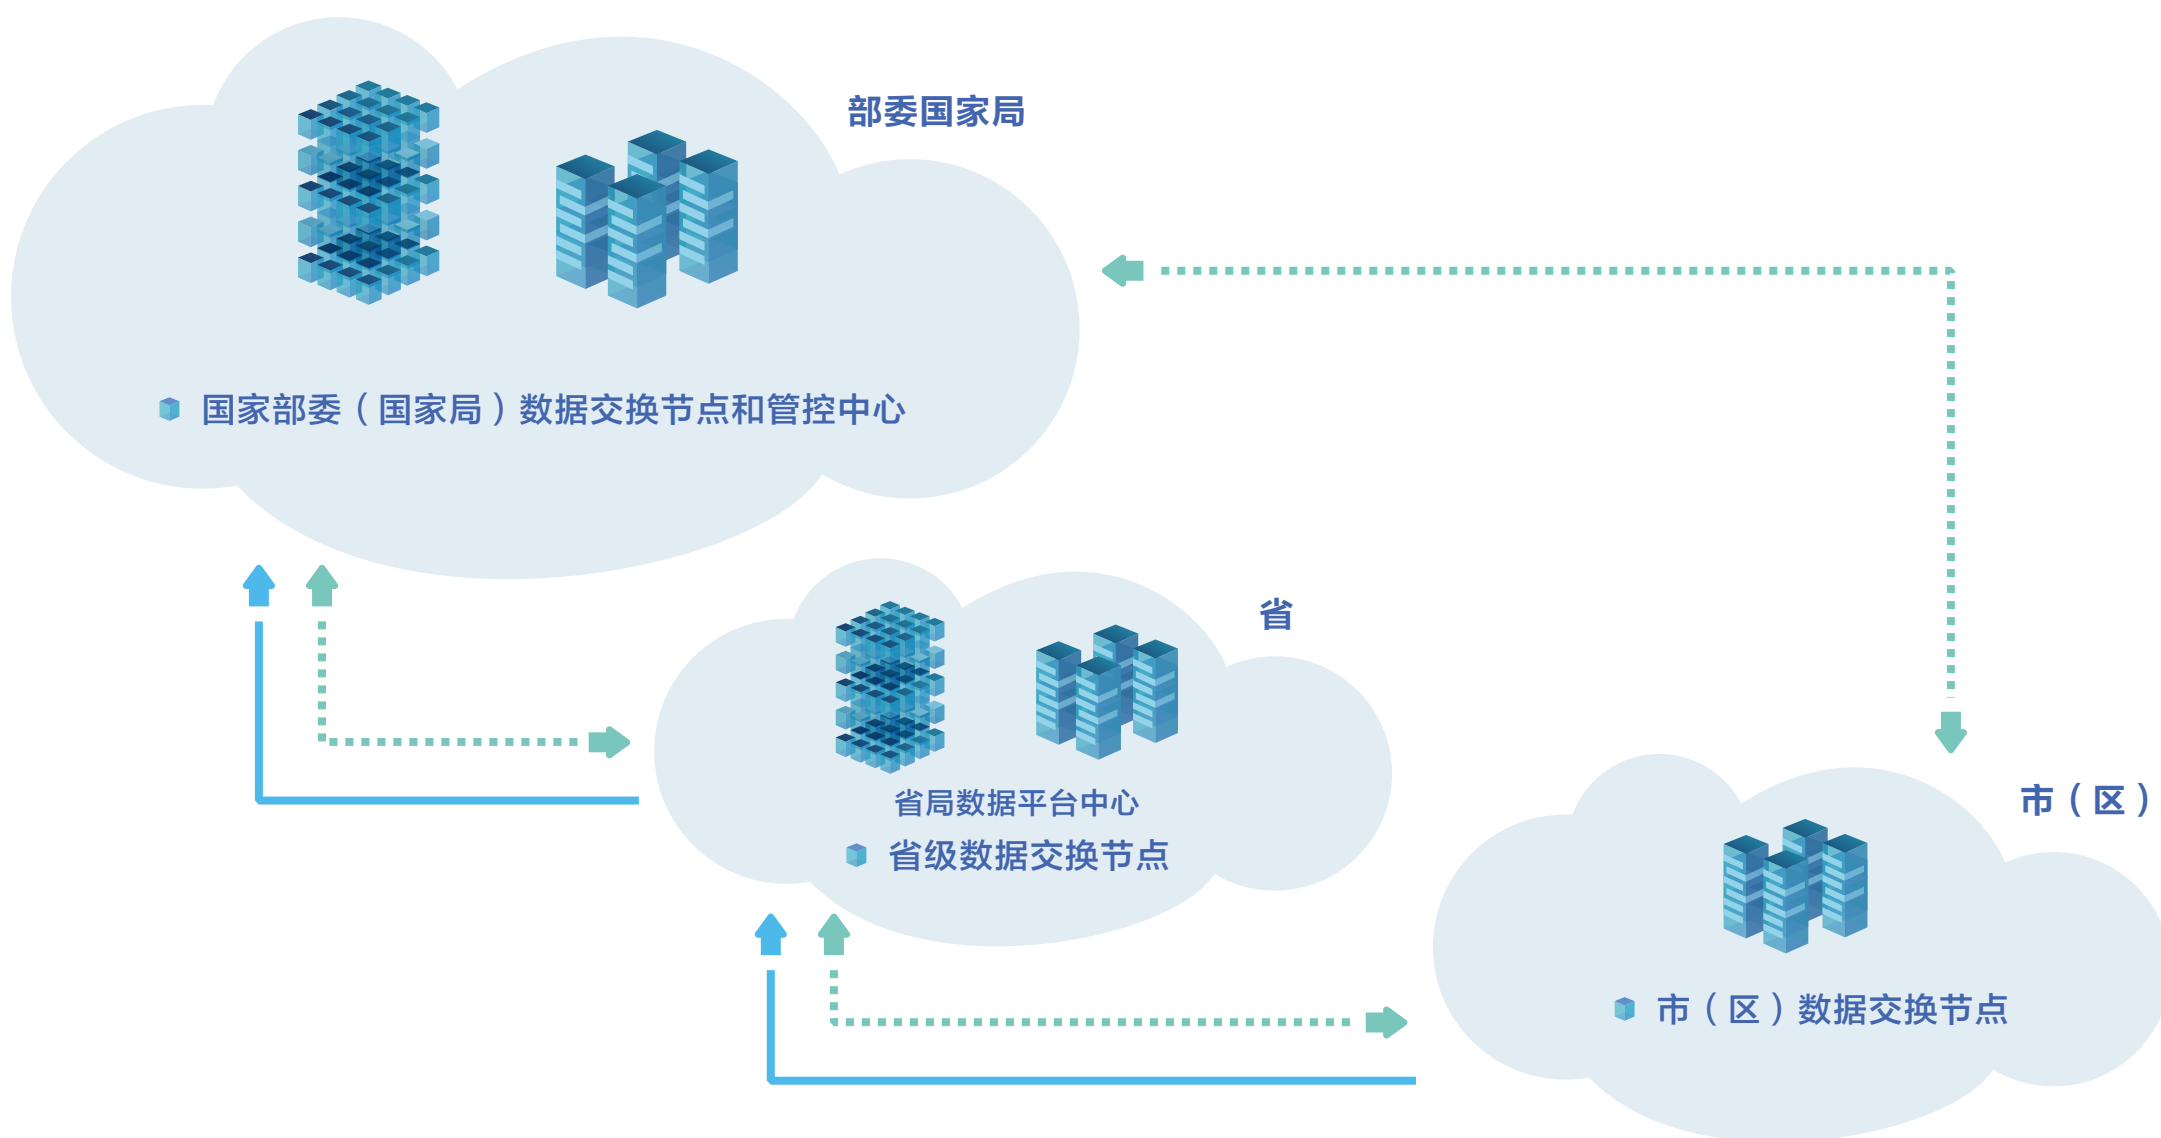 部委国家局
国家部委（国家局）数据交换节点和管控中心
省
省局数据平台中心
省级数据交换节点
市（区）
市（区）数据交换节点